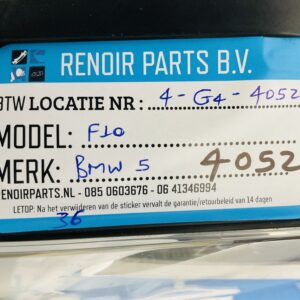 RENOIR PARTS B.V.
BTW LOCATIE NR : 4-G4-4052
MODEL: F10
MERK: BMW 5 4052
RENOIRPARTS.NL - 085 0603676 - 06 41346994
LETOP: Na het verwijderen van de sticker vervalt de garantie/retourbeleid van 14 dagen
36